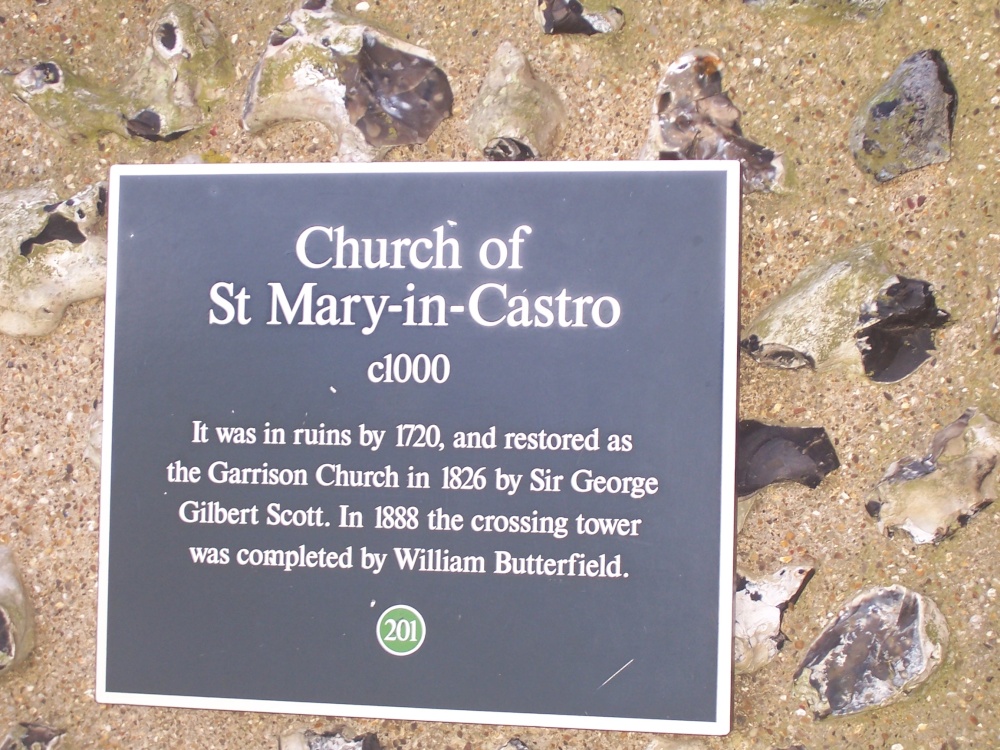 Church of
St Mary-in-Castro
c1000
It was in ruins by 1720, and restored as
the Garrison Church in 1826 by Sir George
Gilbert Scott. In 1888 the crossing tower
was completed by William Butterfield.
201